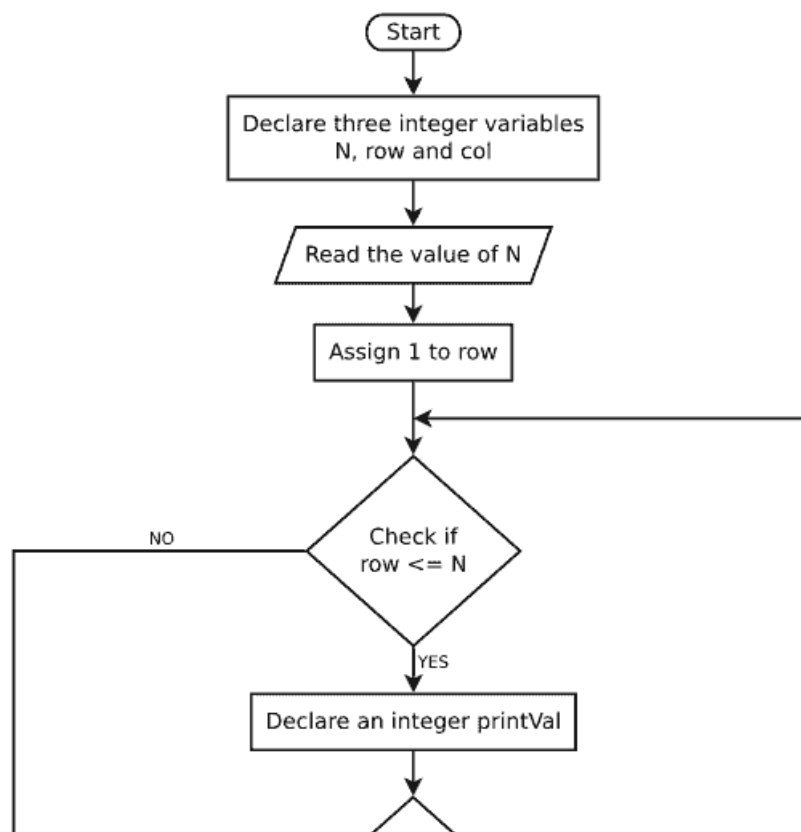 Start
Declare three integer variables
N, row and col
Read the value of N
Assign 1 to row
Check if
row <= N
NO
YES
Declare an integer printVal